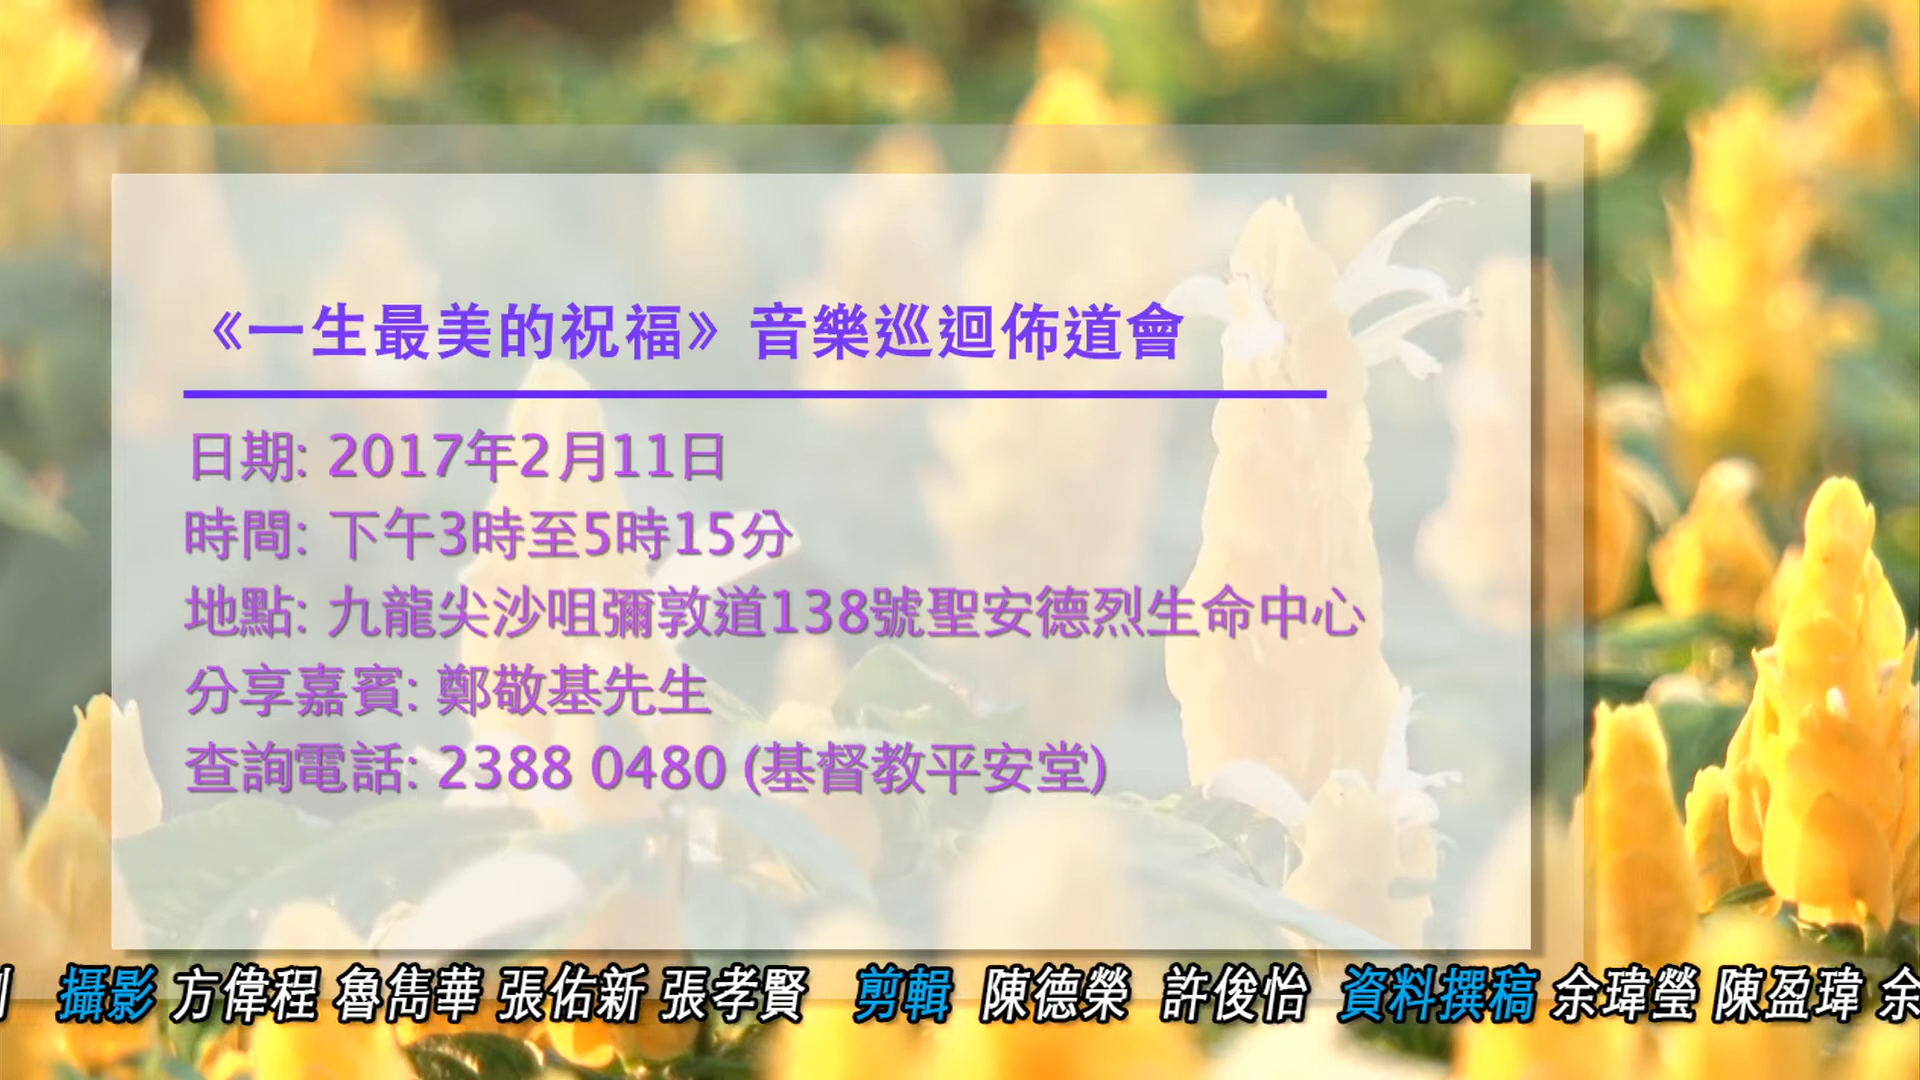 《一生最美的祝福》音樂巡迴佈道會
日期: 2017年2月11日
時間: 下午3時至5時15分
地點: 九龍尖沙咀彌敦道138號聖安德烈生命中心
分享嘉賓: 鄭敬基先生
查詢電話: 2388 0480 (基督教平安堂)
攝影 方偉程 魯雋華 張佑新 張孝賢 剪輯 陳德榮 許俊怡 資料撰稿 余瑋瑩 陳盈瑋 余